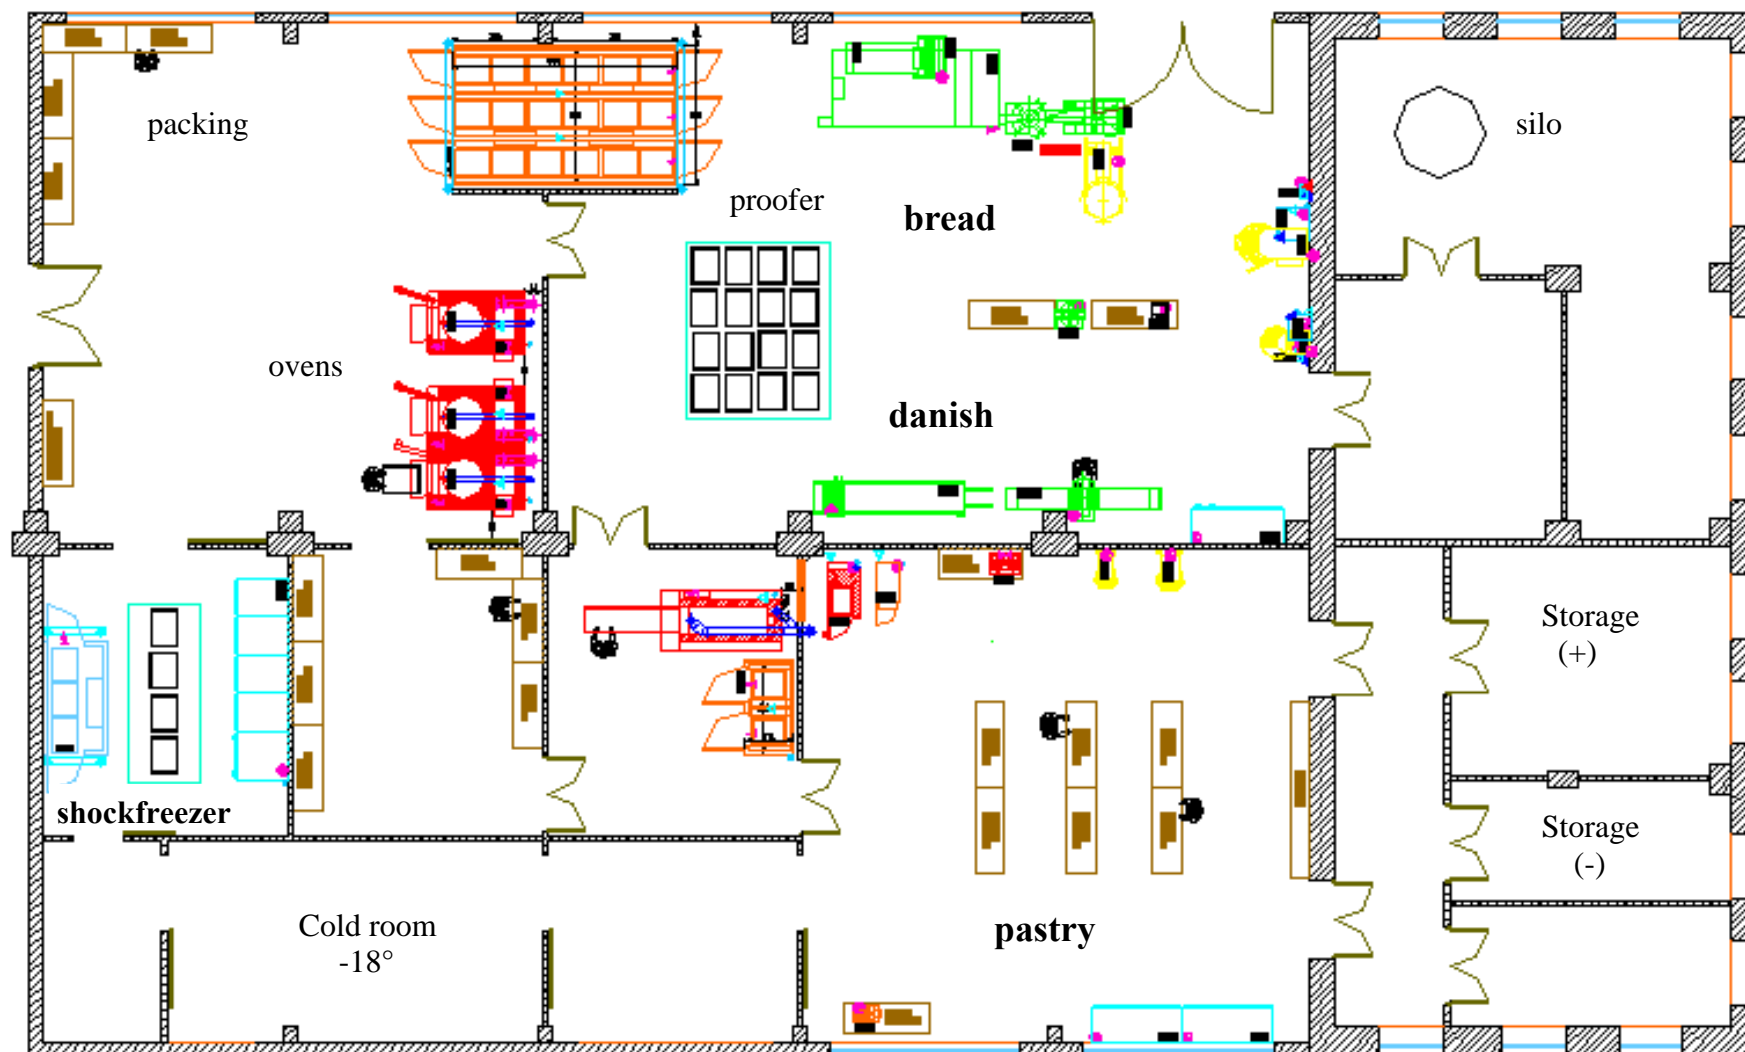 packing
silo
proofer
bread
ovens
danish
Storage
(+)
shockfreezer
Storage
(-)
Cold room
-18°
pastry